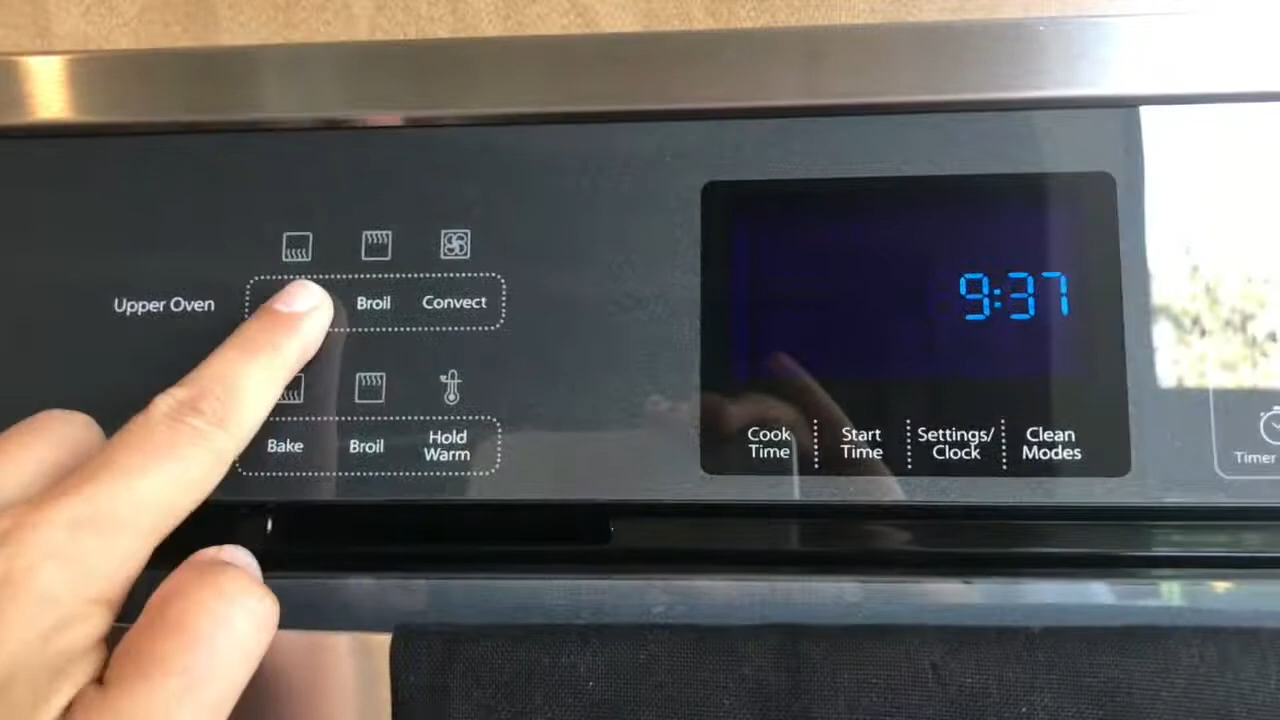 Upper Oven
Broil
Convect
Bake
Broil
Hold
Warm
9:37
Cook
Time
Start
Time
Settings/
Clock
Clean
Modes
Timer